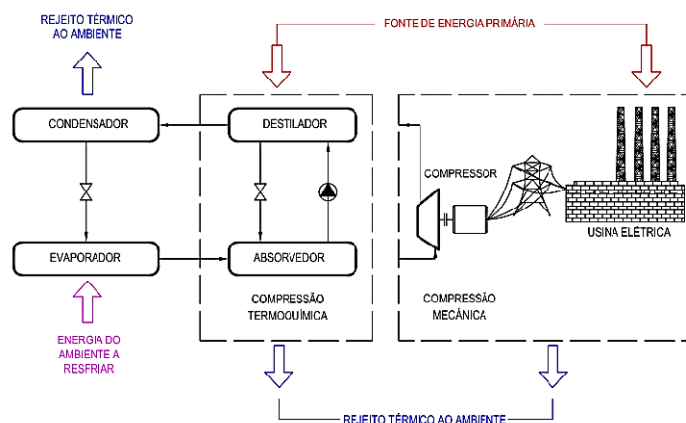 REJEITO TÉRMICO
AO AMBIENTE
FONTE DE ENERGIA PRIMÁRIA
CONDENSADOR
DESTILADOR
COMPRESSOR
USINA ELÉTRICA
EVAPORADOR
ABSORVEDOR
COMPRESSÃO
TERMOQUÍMICA
COMPRESSÃO
MECÂNICA
ENERGIA DO
AMBIENTE A
RESFRIAR
REJEITO TÉRMICO AO AMBIENTE